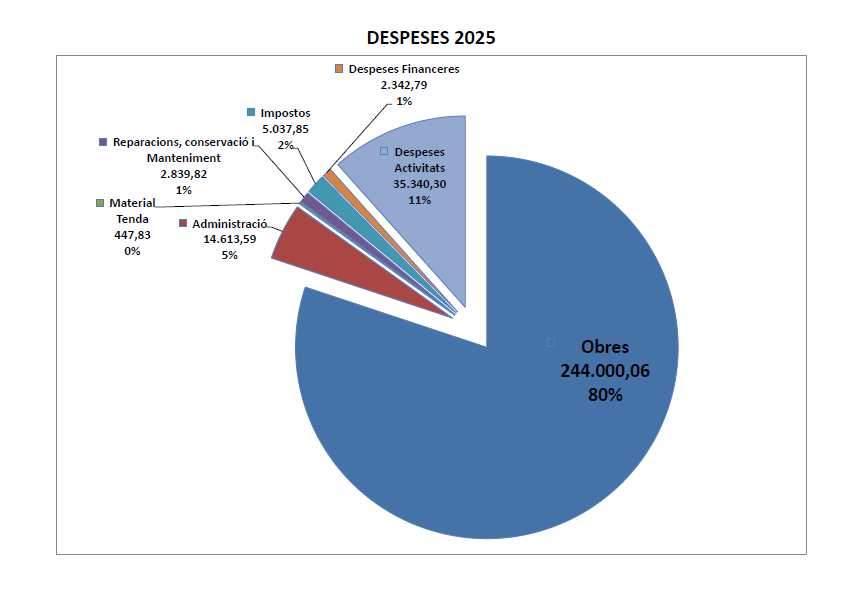 DESPESES 2025
Despeses Financeres
2.342,79
1%
Impostos
5.037,85
2%
Reparacions, conservació i
Manteniment
2.839,82
1%
Material
Tenda
447,83
0%
Administració
14.613,59
5%
Despeses
Activitats
35.340,30
11%
Obres
244.000,06
80%